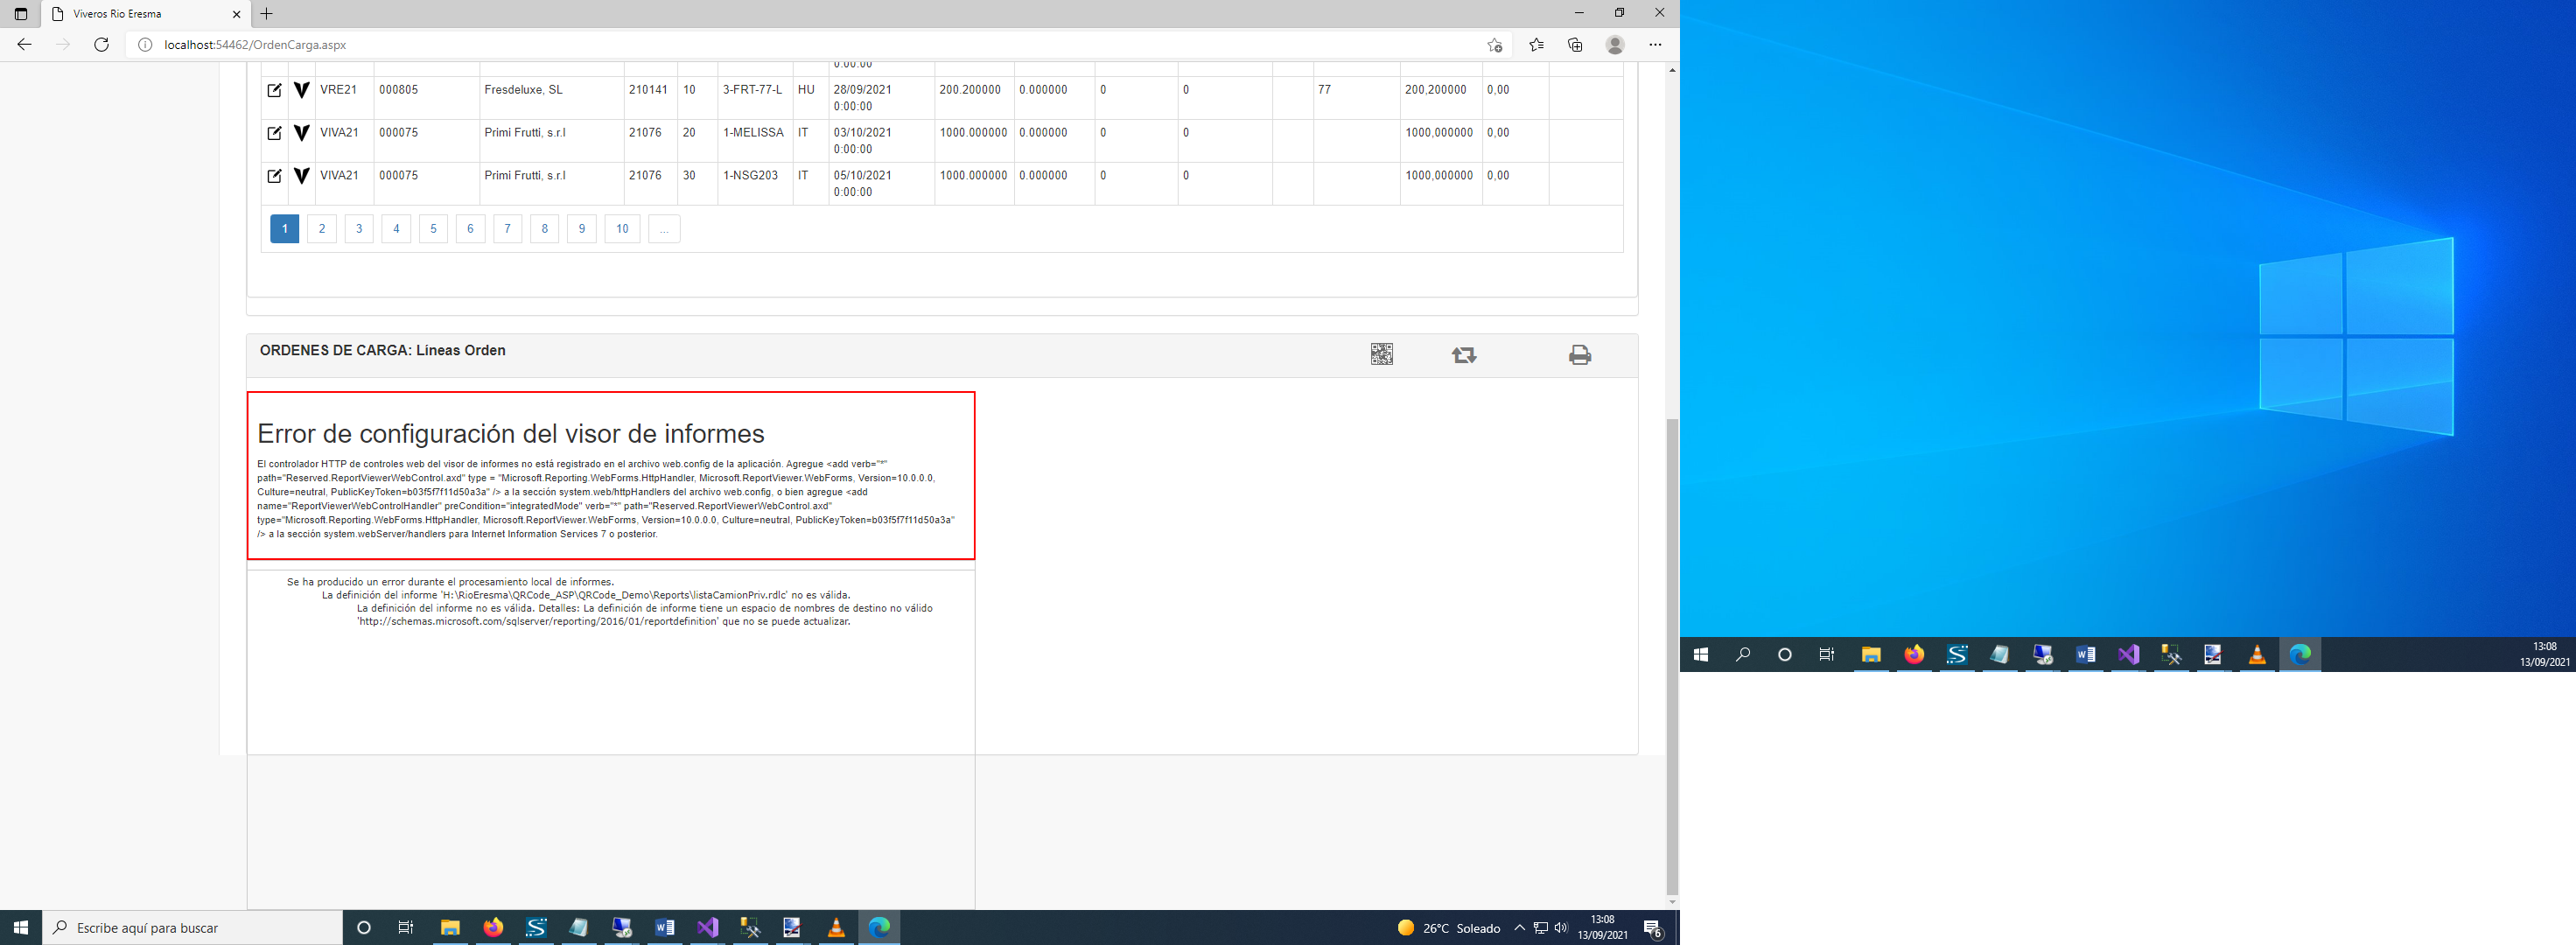 Viveros Rio Eresma
localhost:54462/OrdenCarga.aspx
0:00:00
VRE21 000805 Fresdeluxe, SL 210141 10 3-FRT-77-L HU 28/09/2021 200.200000 0.000000 0 0 77 200,200000 0,00
0:00:00
VIVA21 000075 Primi Frutti, s.r.l 21076 20 1-MELISSA IT 03/10/2021 1000.000000 0.000000 0 0 1000,000000 0,00
0:00:00
VIVA21 000075 Primi Frutti, s.r.l 21076 30 1-NSG203 IT 05/10/2021 1000.000000 0.000000 0 0 1000,000000 0,00
0:00:00
1 2 3 4 5 6 7 8 9 10 ...
ORDENES DE CARGA: Líneas Orden
Error de configuración del visor de informes
El controlador HTTP de controles web del visor de informes no está registrado en el archivo web.config de la aplicación. Agregue <add verb="*"
path="Reserved.ReportViewerWebControl.axd" type = "Microsoft.Reporting.WebForms.HttpHandler, Microsoft.ReportViewer.WebForms, Version=10.0.0.0,
Culture=neutral, PublicKeyToken=b03f5f7f11d50a3a" /> a la sección system.web/httpHandlers del archivo web.config, o bien agregue <add
name="ReportViewerWebControlHandler" preCondition="integratedMode" verb="*" path="Reserved.ReportViewerWebControl.axd"
type="Microsoft.Reporting.WebForms.HttpHandler, Microsoft.ReportViewer.WebForms, Version=10.0.0.0, Culture=neutral, PublicKeyToken=b03f5f7f11d50a3a"
/> a la sección system.webServer/handlers para Internet Information Services 7 o posterior.
Se ha producido un error durante el procesamiento local de informes.
La definición del informe 'H:\RioEresma\QRCode_ASP\QRCode_Demo\Reports\listaCamionPriv.rdlc' no es válida.
La definición del informe no es válida. Detalles: La definición de informe tiene un espacio de nombres de destino no válido
'http://schemas.microsoft.com/sqlserver/reporting/2016/01/reportdefinition' que no se puede actualizar.
Escribe aquí para buscar
26°C Soleado
13:08
13/09/2021
6
13:08
13/09/2021